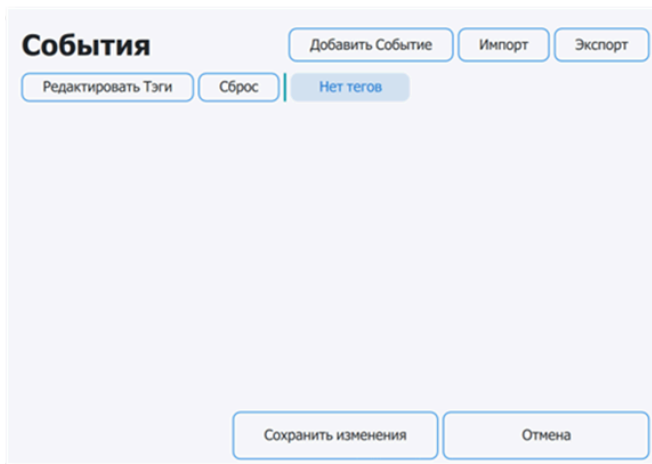 События
Добавить Событие Импорт Экспорт
Редактировать Тэги Сброс Нет тегов
Сохранить изменения Отмена